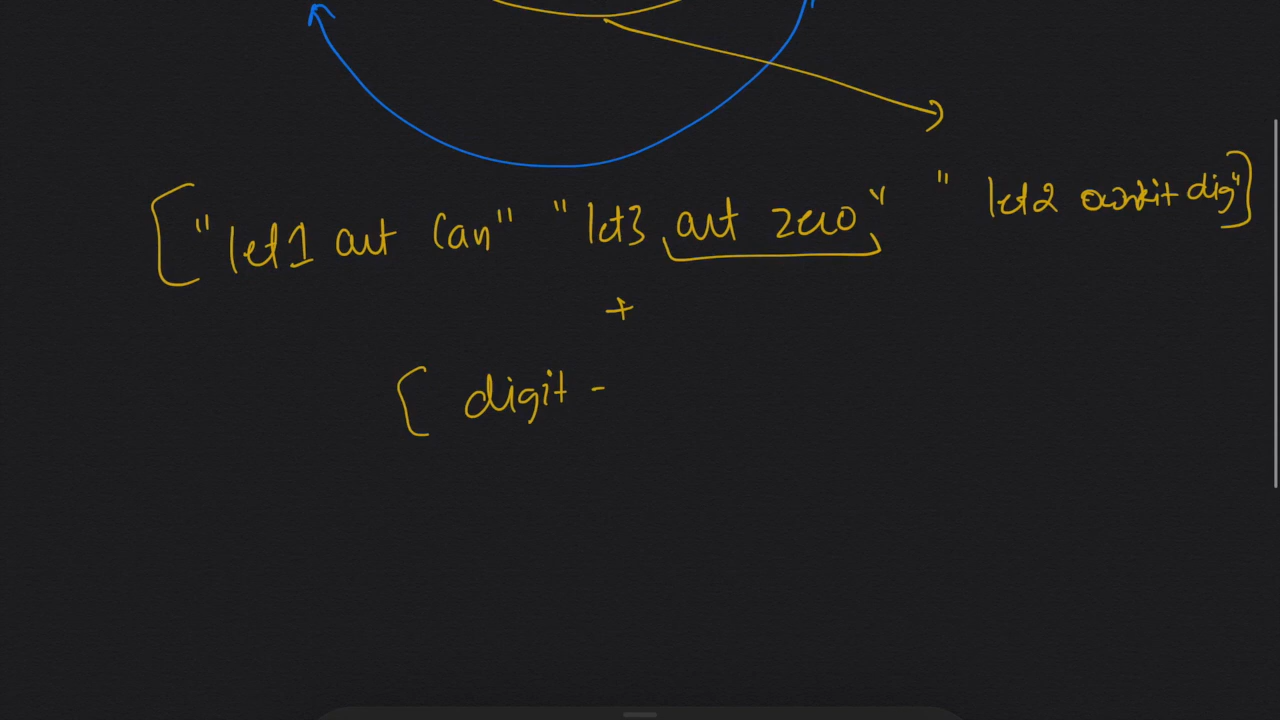 ["let1 art can" "let3 art zero" "let2 own kit dig"]
+
[ digit -